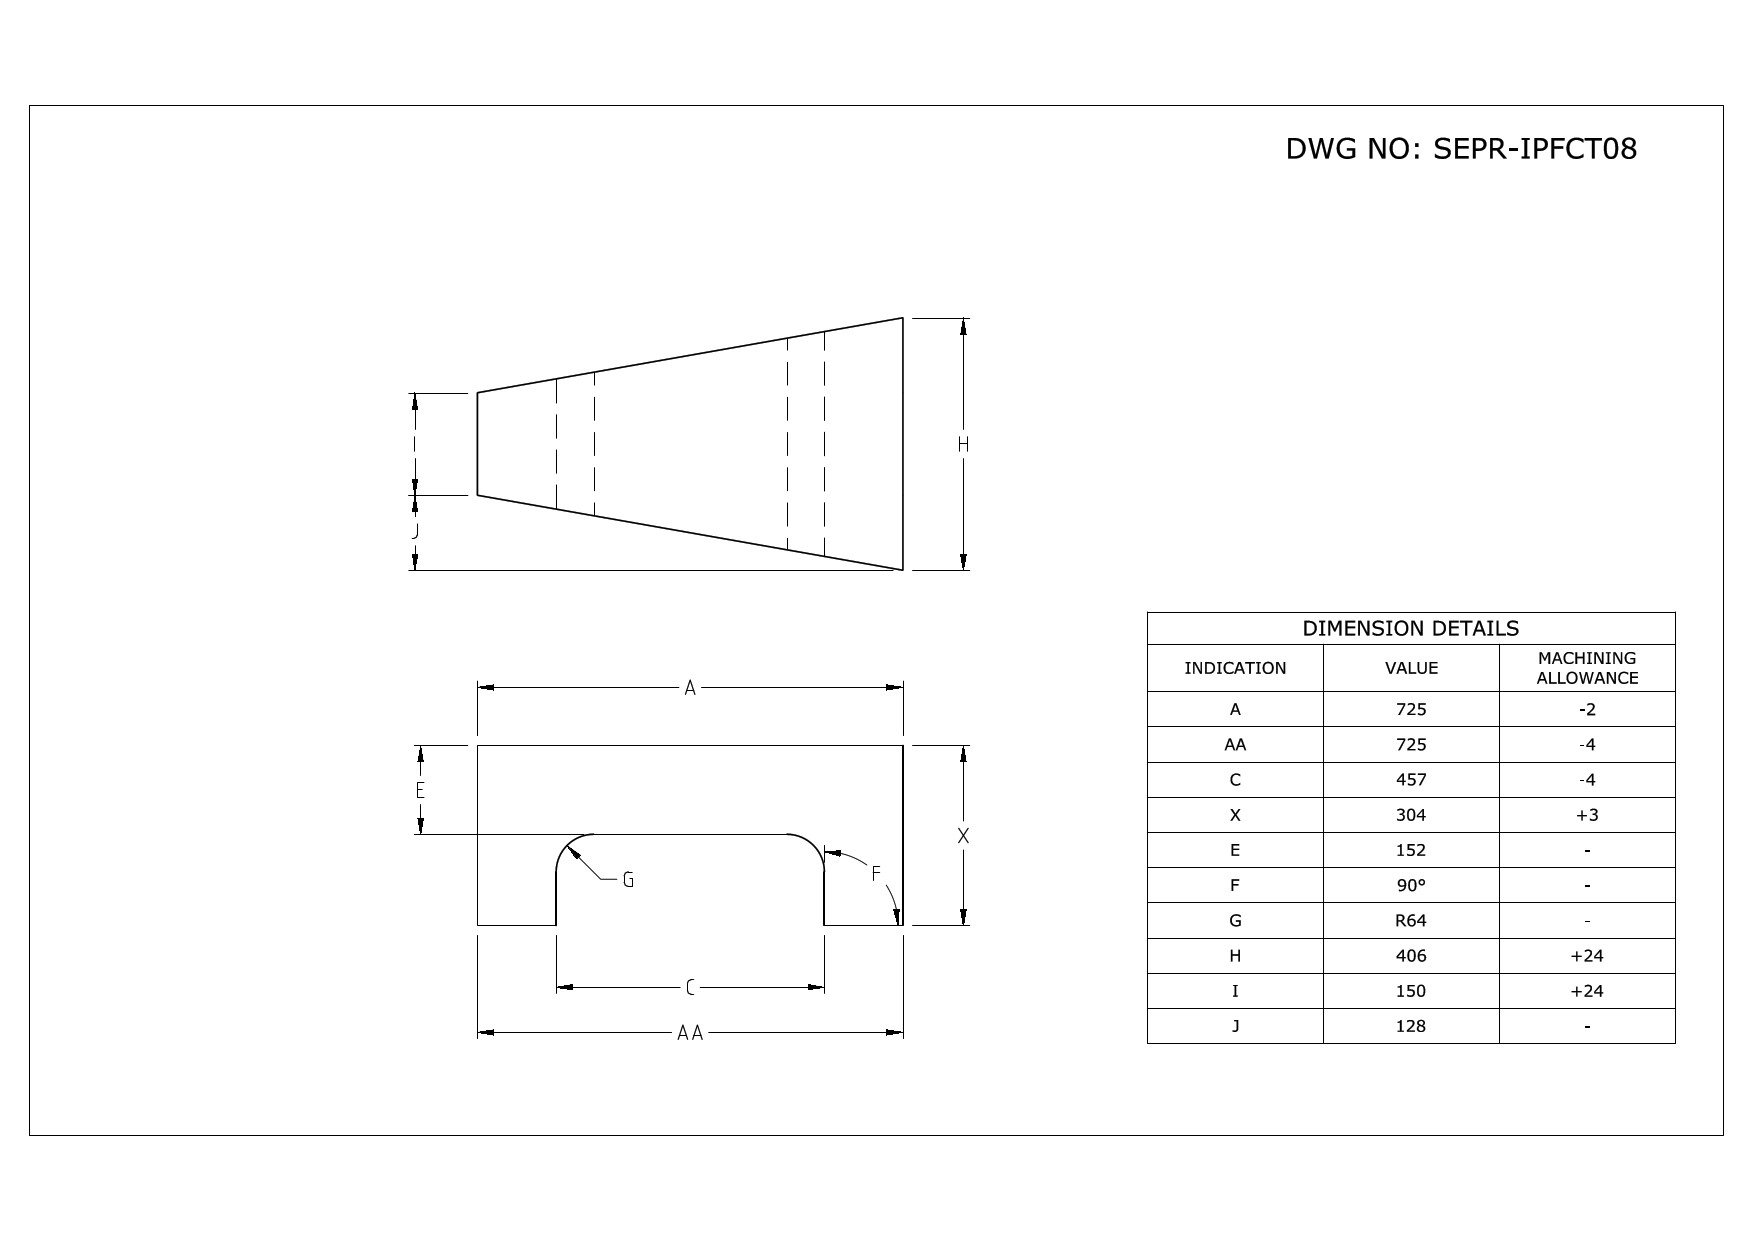 DWG NO: SEPR-IPFCT08
I
H
J
A
E
X
F
G
C
AA
DIMENSION DETAILS
INDICATION VALUE MACHINING ALLOWANCE
A 725 -2
AA 725 -4
C 457 -4
X 304 +3
E 152 -
F 90° -
G R64 -
H 406 +24
I 150 +24
J 128 -